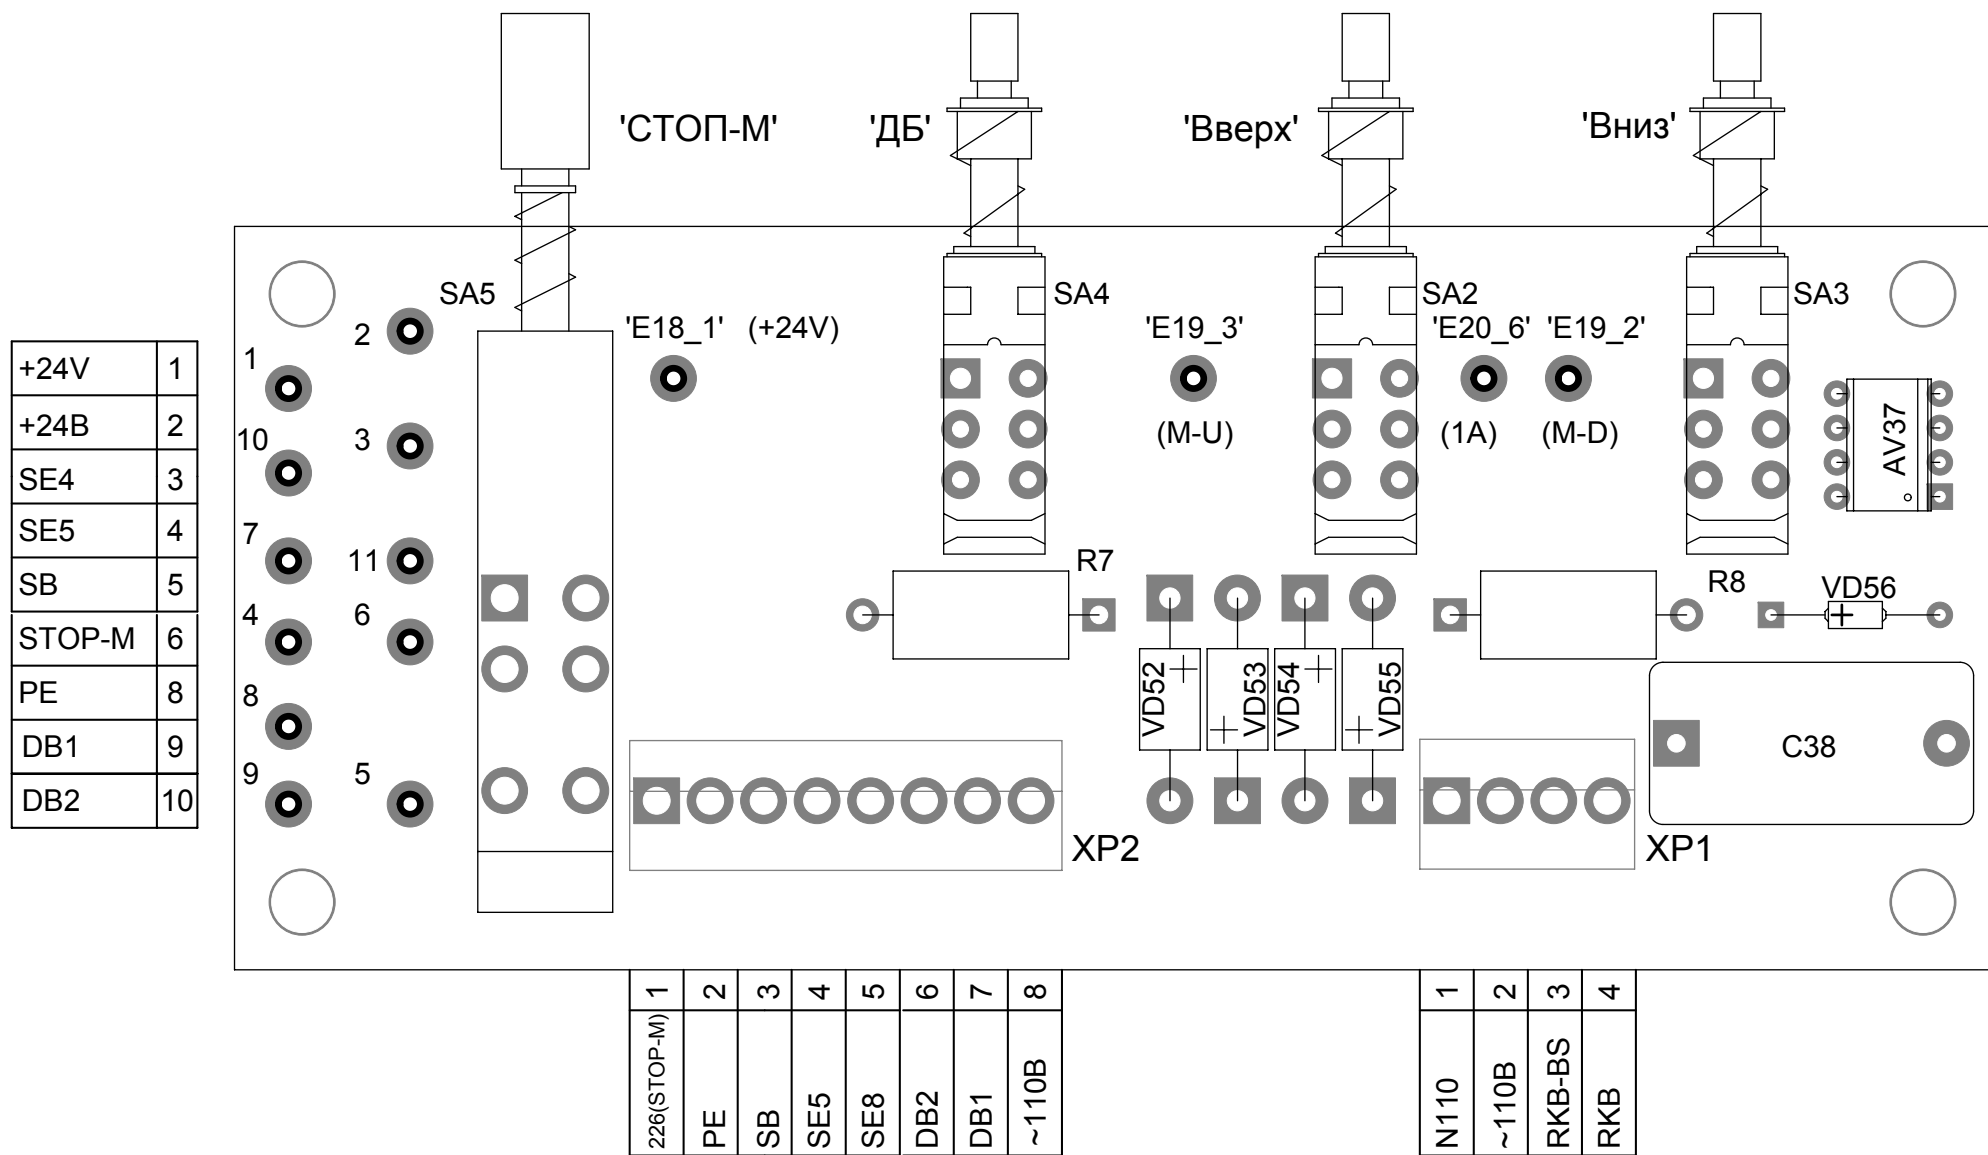 'СТОП-М'
'ДБ'
'Вверх'
'Вниз'
SA5
SA4
SA2
SA3
'E18_1' (+24V)
'E19_3'
'E20_6' 'E19_2'
(M-U)
(1A)
(M-D)
AV37
+24V 1
+24B 2
SE4 3
SE5 4
SB 5
STOP-M 6
PE 8
DB1 9
DB2 10
1
2
10
3
7
11
4
6
8
9
5
R7
R8
VD56
VD52
VD53
VD54
VD55
C38
XP2
XP1
1 226(STOP-M)
2 PE
3 SB
4 SE5
5 SE8
6 DB2
7 DB1
8 ~110B
1 N110
2 ~110B
3 RKB-BS
4 RKB